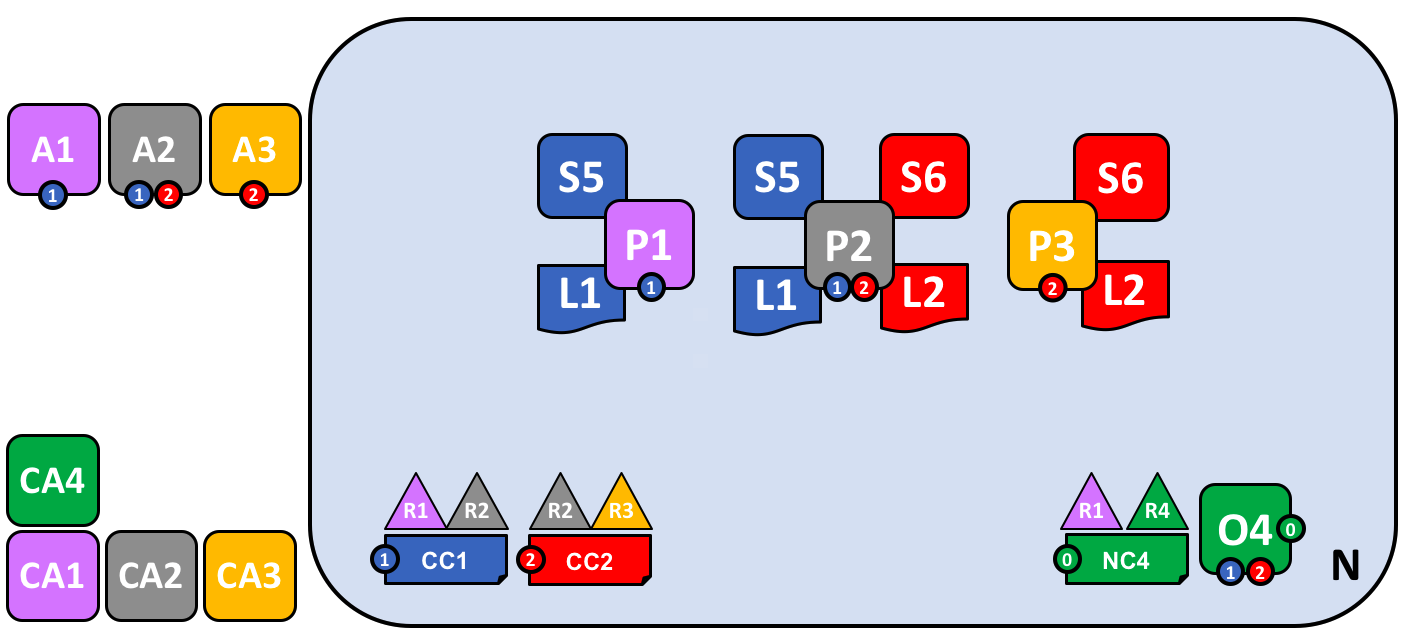 A1 A2 A3
1 1 2 2
S5 S5 S6 S6
P1 P2 P3
L1 L1 L2 L2
1 1 2 2
CA4
CA1 CA2 CA3
R1 R2 R2 R3
1 CC1 2 CC2
R1 R4
0 NC4
O4 0
1 2
N